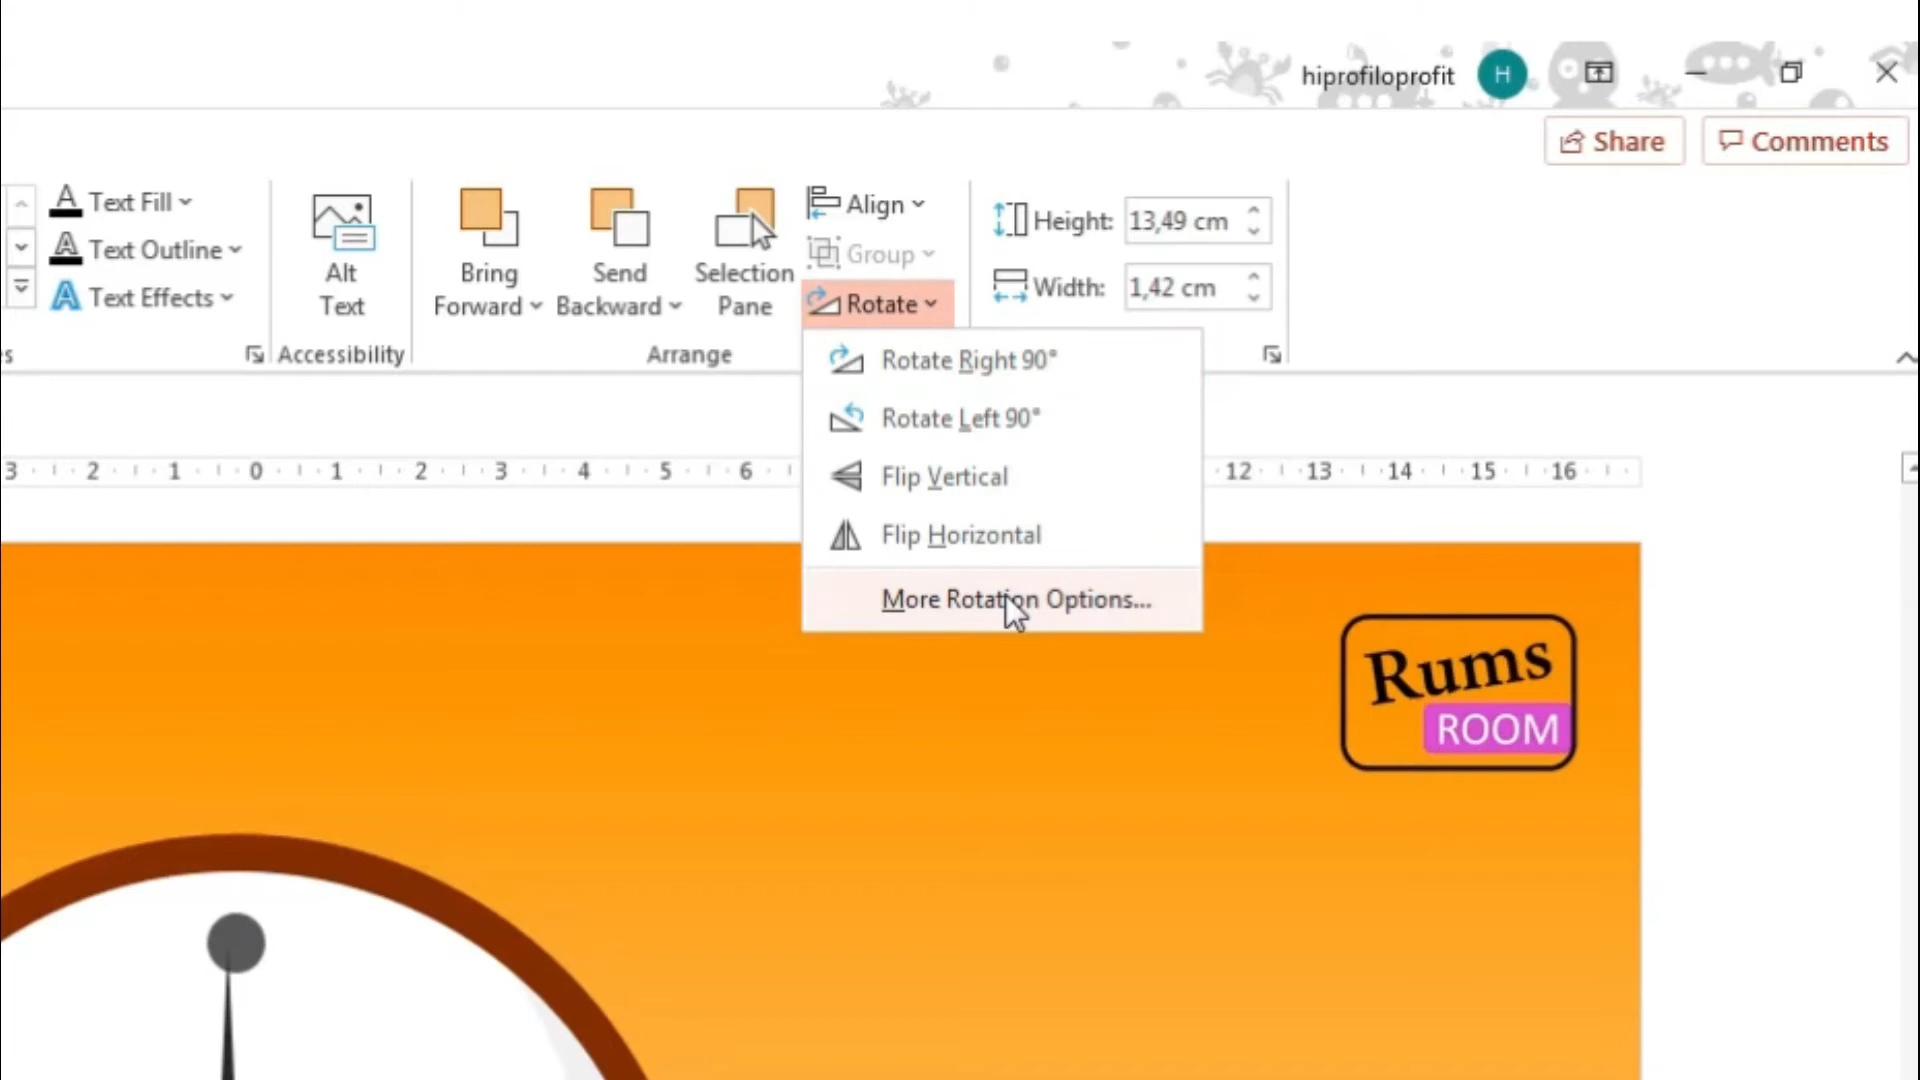 hiprofiloprofit H
Share Comments
Text Fill
Text Outline
Text Effects
Alt
Text
Bring
Forward
Send
Backward
Selection
Pane
Align
Group
Rotate
Height: 13,49 cm
Width: 1,42 cm
s
Accessibility
Arrange
Rotate Right 90°
Rotate Left 90°
Flip Vertical
Flip Horizontal
More Rotation Options...
3 2 1 0 1 2 3 4 5 6 12 13 14 15 16
Rums
ROOM